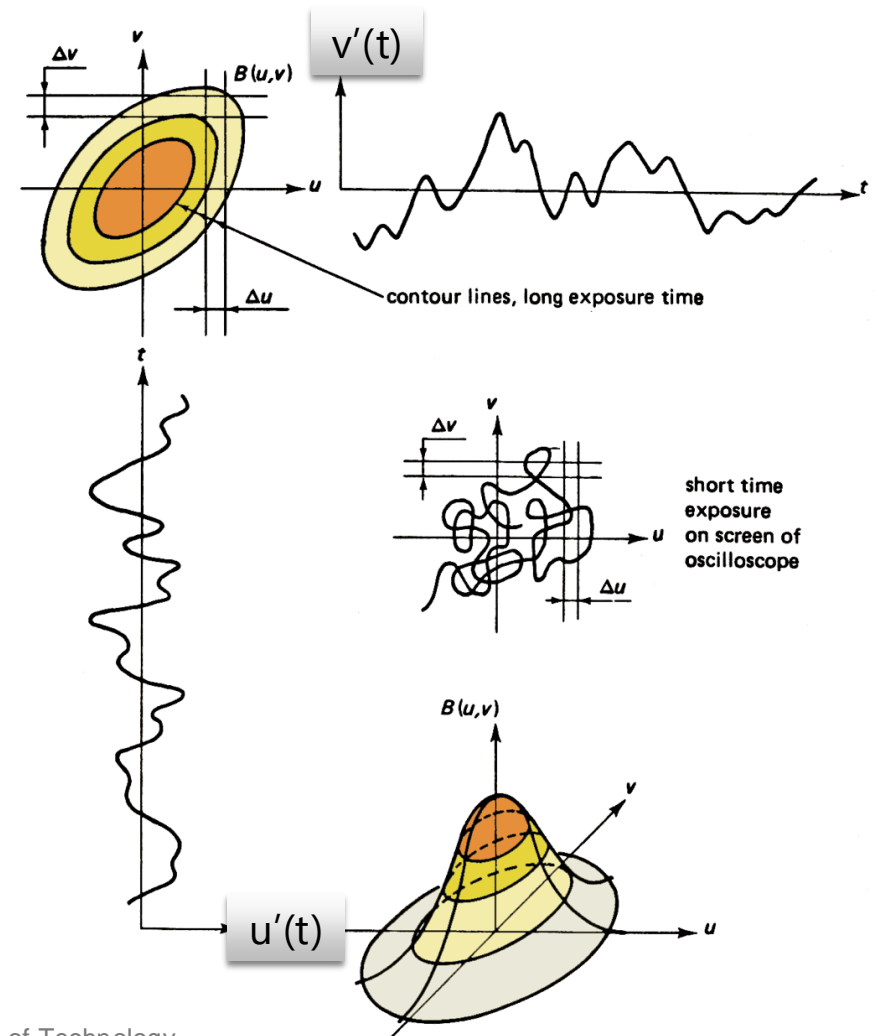 v
Δv
B(u,v)
u
Δu
contour lines, long exposure time
v′(t)
t
t
u′(t)
v
Δv
u
Δu
short time
exposure
on screen of
oscilloscope
B(u,v)
v
u
of Technology